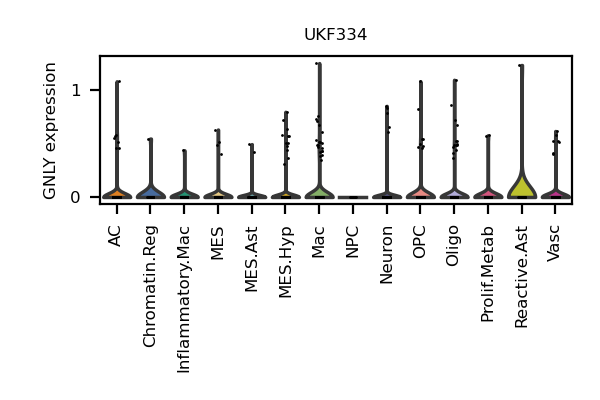 UKF334
GNLY expression
1
0
AC
Chromatin.Reg
Inflammatory.Mac
MES
MES.Ast
MES.Hyp
Mac
NPC
Neuron
OPC
Oligo
Prolif.Metab
Reactive.Ast
Vasc